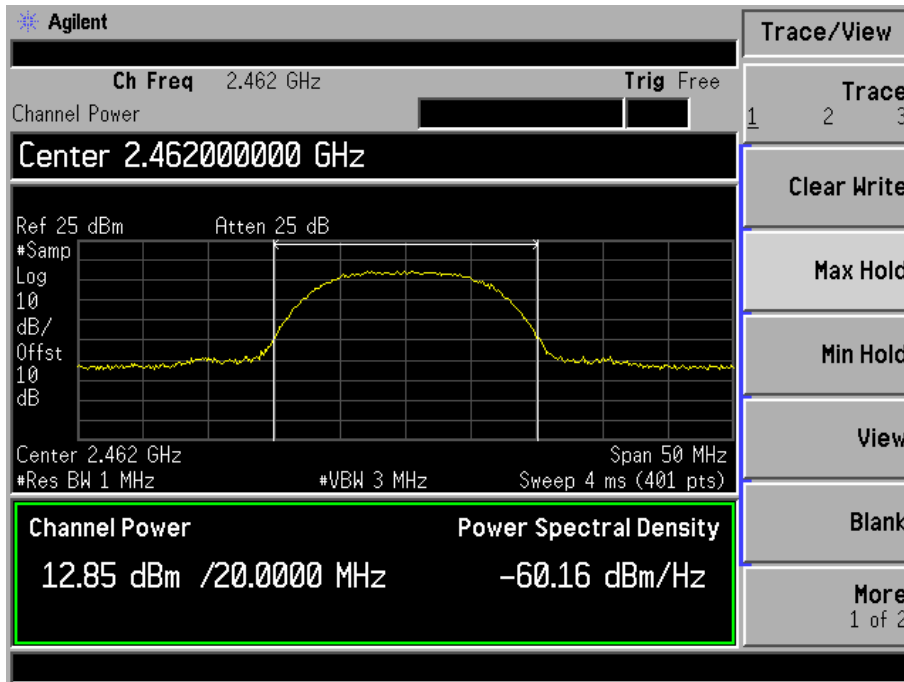 Agilent
Ch Freq 2.462 GHz Trig Free
Channel Power
Center 2.462000000 GHz
Ref 25 dBm Atten 25 dB
#Samp
Log
10
dB/
Offst
10
dB
Center 2.462 GHz Span 50 MHz
#Res BW 1 MHz #VBW 3 MHz Sweep 4 ms (401 pts)
Channel Power Power Spectral Density
12.85 dBm /20.0000 MHz -60.16 dBm/Hz
Trace/View
Trace
1 2 3
Clear Write
Max Hold
Min Hold
View
Blank
More
1 of 2